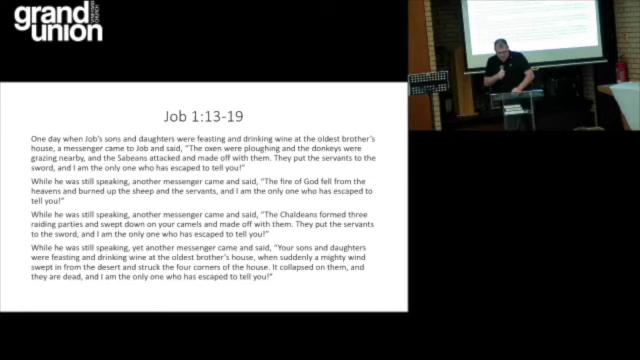 grand
union
Job 1:13-19
One day when Job's sons and daughters were feasting and drinking wine at the oldest brother's
house, a messenger came to Job and said, "The oxen were ploughing and the donkeys were
grazing nearby, and the Sabeans attacked and made off with them. They put the servants to the
sword, and I am the only one who has escaped to tell you!"
While he was still speaking, another messenger came and said, "The fire of God fell from the
heavens and burned up the sheep and the servants, and I am the only one who has escaped to
tell you!"
While he was still speaking, another messenger came and said, "The Chaldeans formed three
raiding parties and swept down on your camels and made off with them. They put the servants
to the sword, and I am the only one who has escaped to tell you!"
While he was still speaking, yet another messenger came and said, "Your sons and daughters
were feasting and drinking wine at the oldest brother's house, when suddenly a mighty wind
swept in from the desert and struck the four corners of the house. It collapsed on them, and
they are dead, and I am the only one who has escaped to tell you!"